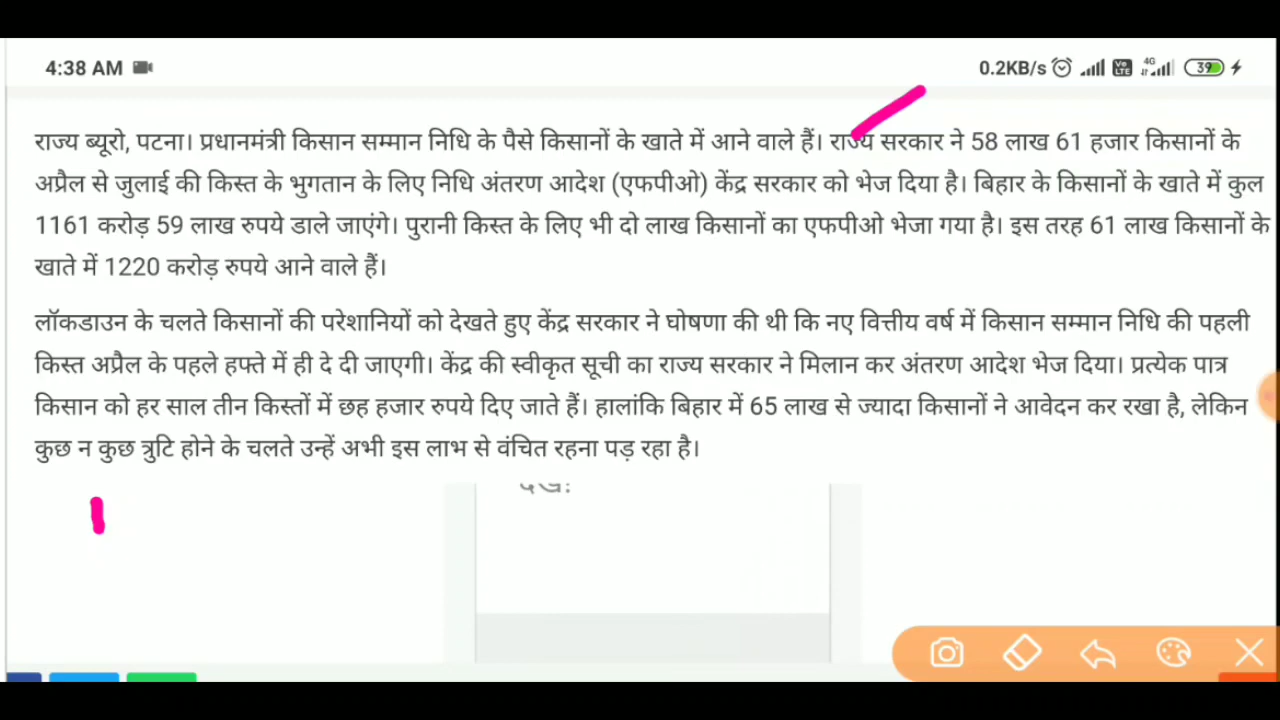 4:38 AM
0.2KB/s
Vo LTE
4G
39
राज्य ब्यूरो, पटना। प्रधानमंत्री किसान सम्मान निधि के पैसे किसानों के खाते में आने वाले हैं। राज्य सरकार ने 58 लाख 61 हजार किसानों के
अप्रैल से जुलाई की किस्त के भुगतान के लिए निधि अंतरण आदेश (एफपीओ) केंद्र सरकार को भेज दिया है। बिहार के किसानों के खाते में कुल
1161 करोड़ 59 लाख रुपये डाले जाएंगे। पुरानी किस्त के लिए भी दो लाख किसानों का एफपीओ भेजा गया है। इस तरह 61 लाख किसानों के
खाते में 1220 करोड़ रुपये आने वाले हैं।
लॉकडाउन के चलते किसानों की परेशानियों को देखते हुए केंद्र सरकार ने घोषणा की थी कि नए वित्तीय वर्ष में किसान सम्मान निधि की पहली
किस्त अप्रैल के पहले हफ्ते में ही दे दी जाएगी। केंद्र की स्वीकृत सूची का राज्य सरकार ने मिलान कर अंतरण आदेश भेज दिया। प्रत्येक पात्र
किसान को हर साल तीन किस्तों में छह हजार रुपये दिए जाते हैं। हालांकि बिहार में 65 लाख से ज्यादा किसानों ने आवेदन कर रखा है, लेकिन
कुछ न कुछ त्रुटि होने के चलते उन्हें अभी इस लाभ से वंचित रहना पड़ रहा है।